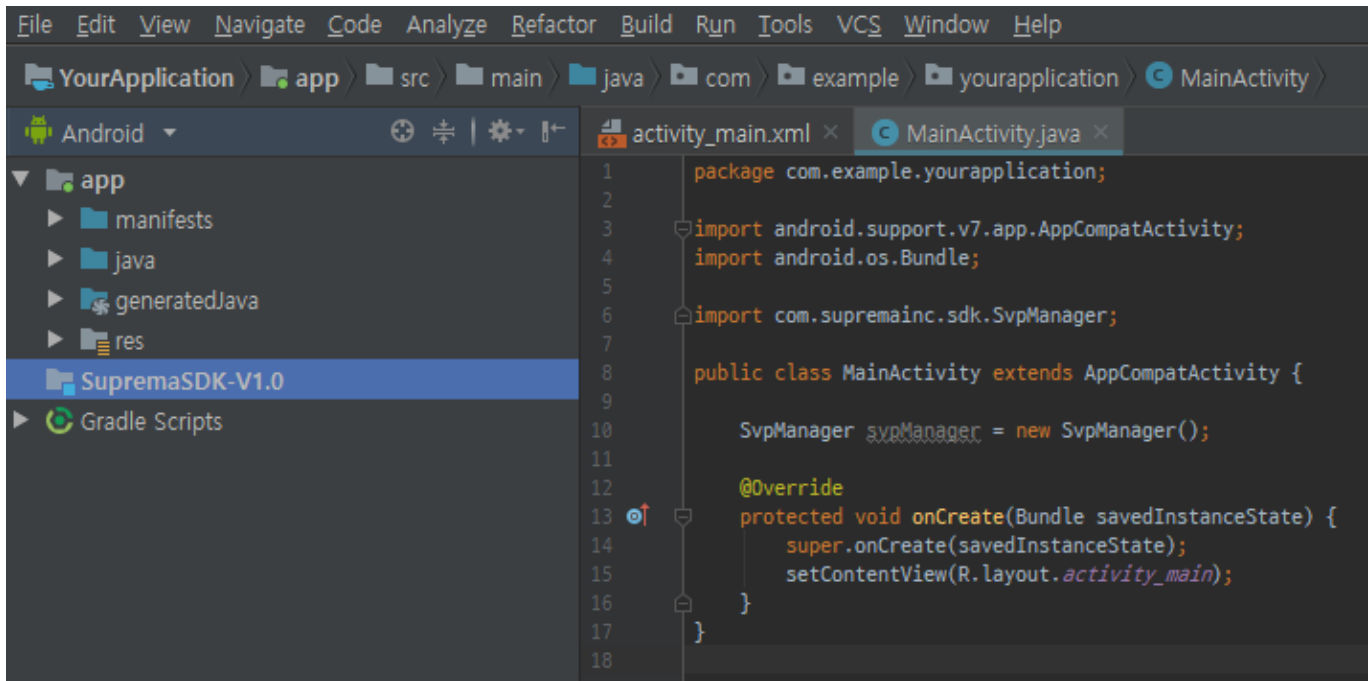 File Edit View Navigate Code Analyze Refactor Build Run Tools VCS Window Help
YourApplication app src main java com example yourapplication MainActivity
Android
activity_main.xml MainActivity.java
app
manifests
java
generatedJava
res
SupremaSDK-V1.0
Gradle Scripts
1 package com.example.yourapplication;
2
3 import android.support.v7.app.AppCompatActivity;
4 import android.os.Bundle;
5
6 import com.supremainc.sdk.SvpManager;
7
8 public class MainActivity extends AppCompatActivity {
9
10 SvpManager svpManager = new SvpManager();
11
12 @Override
13 protected void onCreate(Bundle savedInstanceState) {
14 super.onCreate(savedInstanceState);
15 setContentView(R.layout.activity_main);
16 }
17 }
18